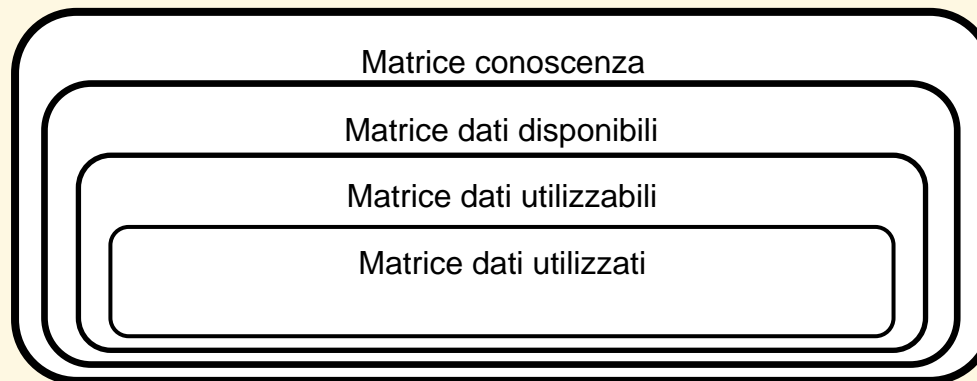 Matrice conoscenza
Matrice dati disponibili
Matrice dati utilizzabili
Matrice dati utilizzati